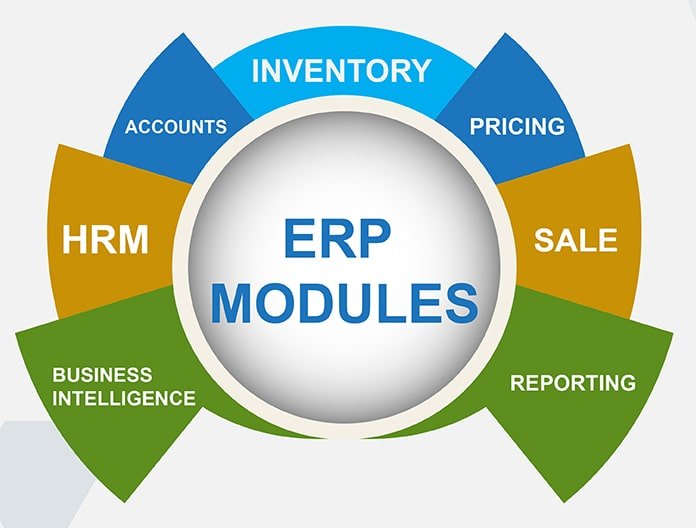 INVENTORY
ACCOUNTS
PRICING
HRM
SALE
ERP
MODULES
BUSINESS
INTELLIGENCE
REPORTING